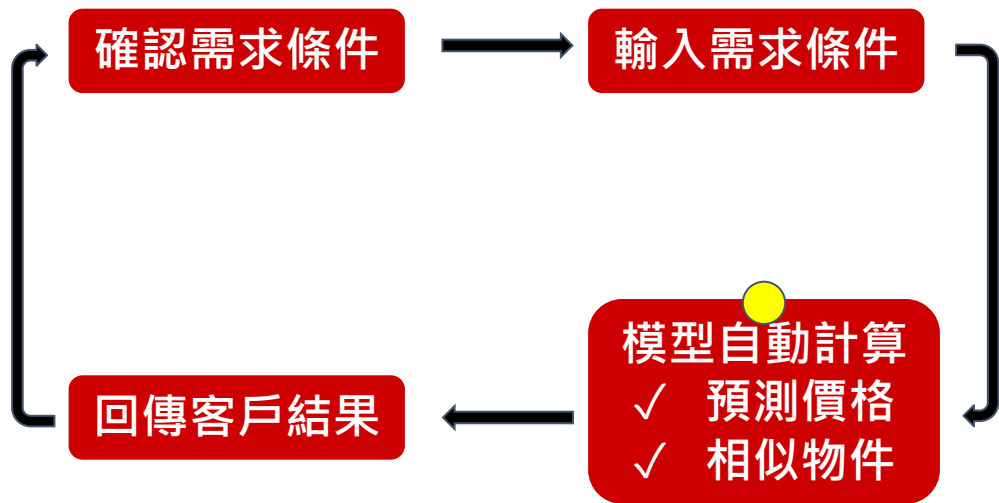 確認需求條件
輸入需求條件
模型自動計算
✓ 預測價格
✓ 相似物件
回傳客戶結果